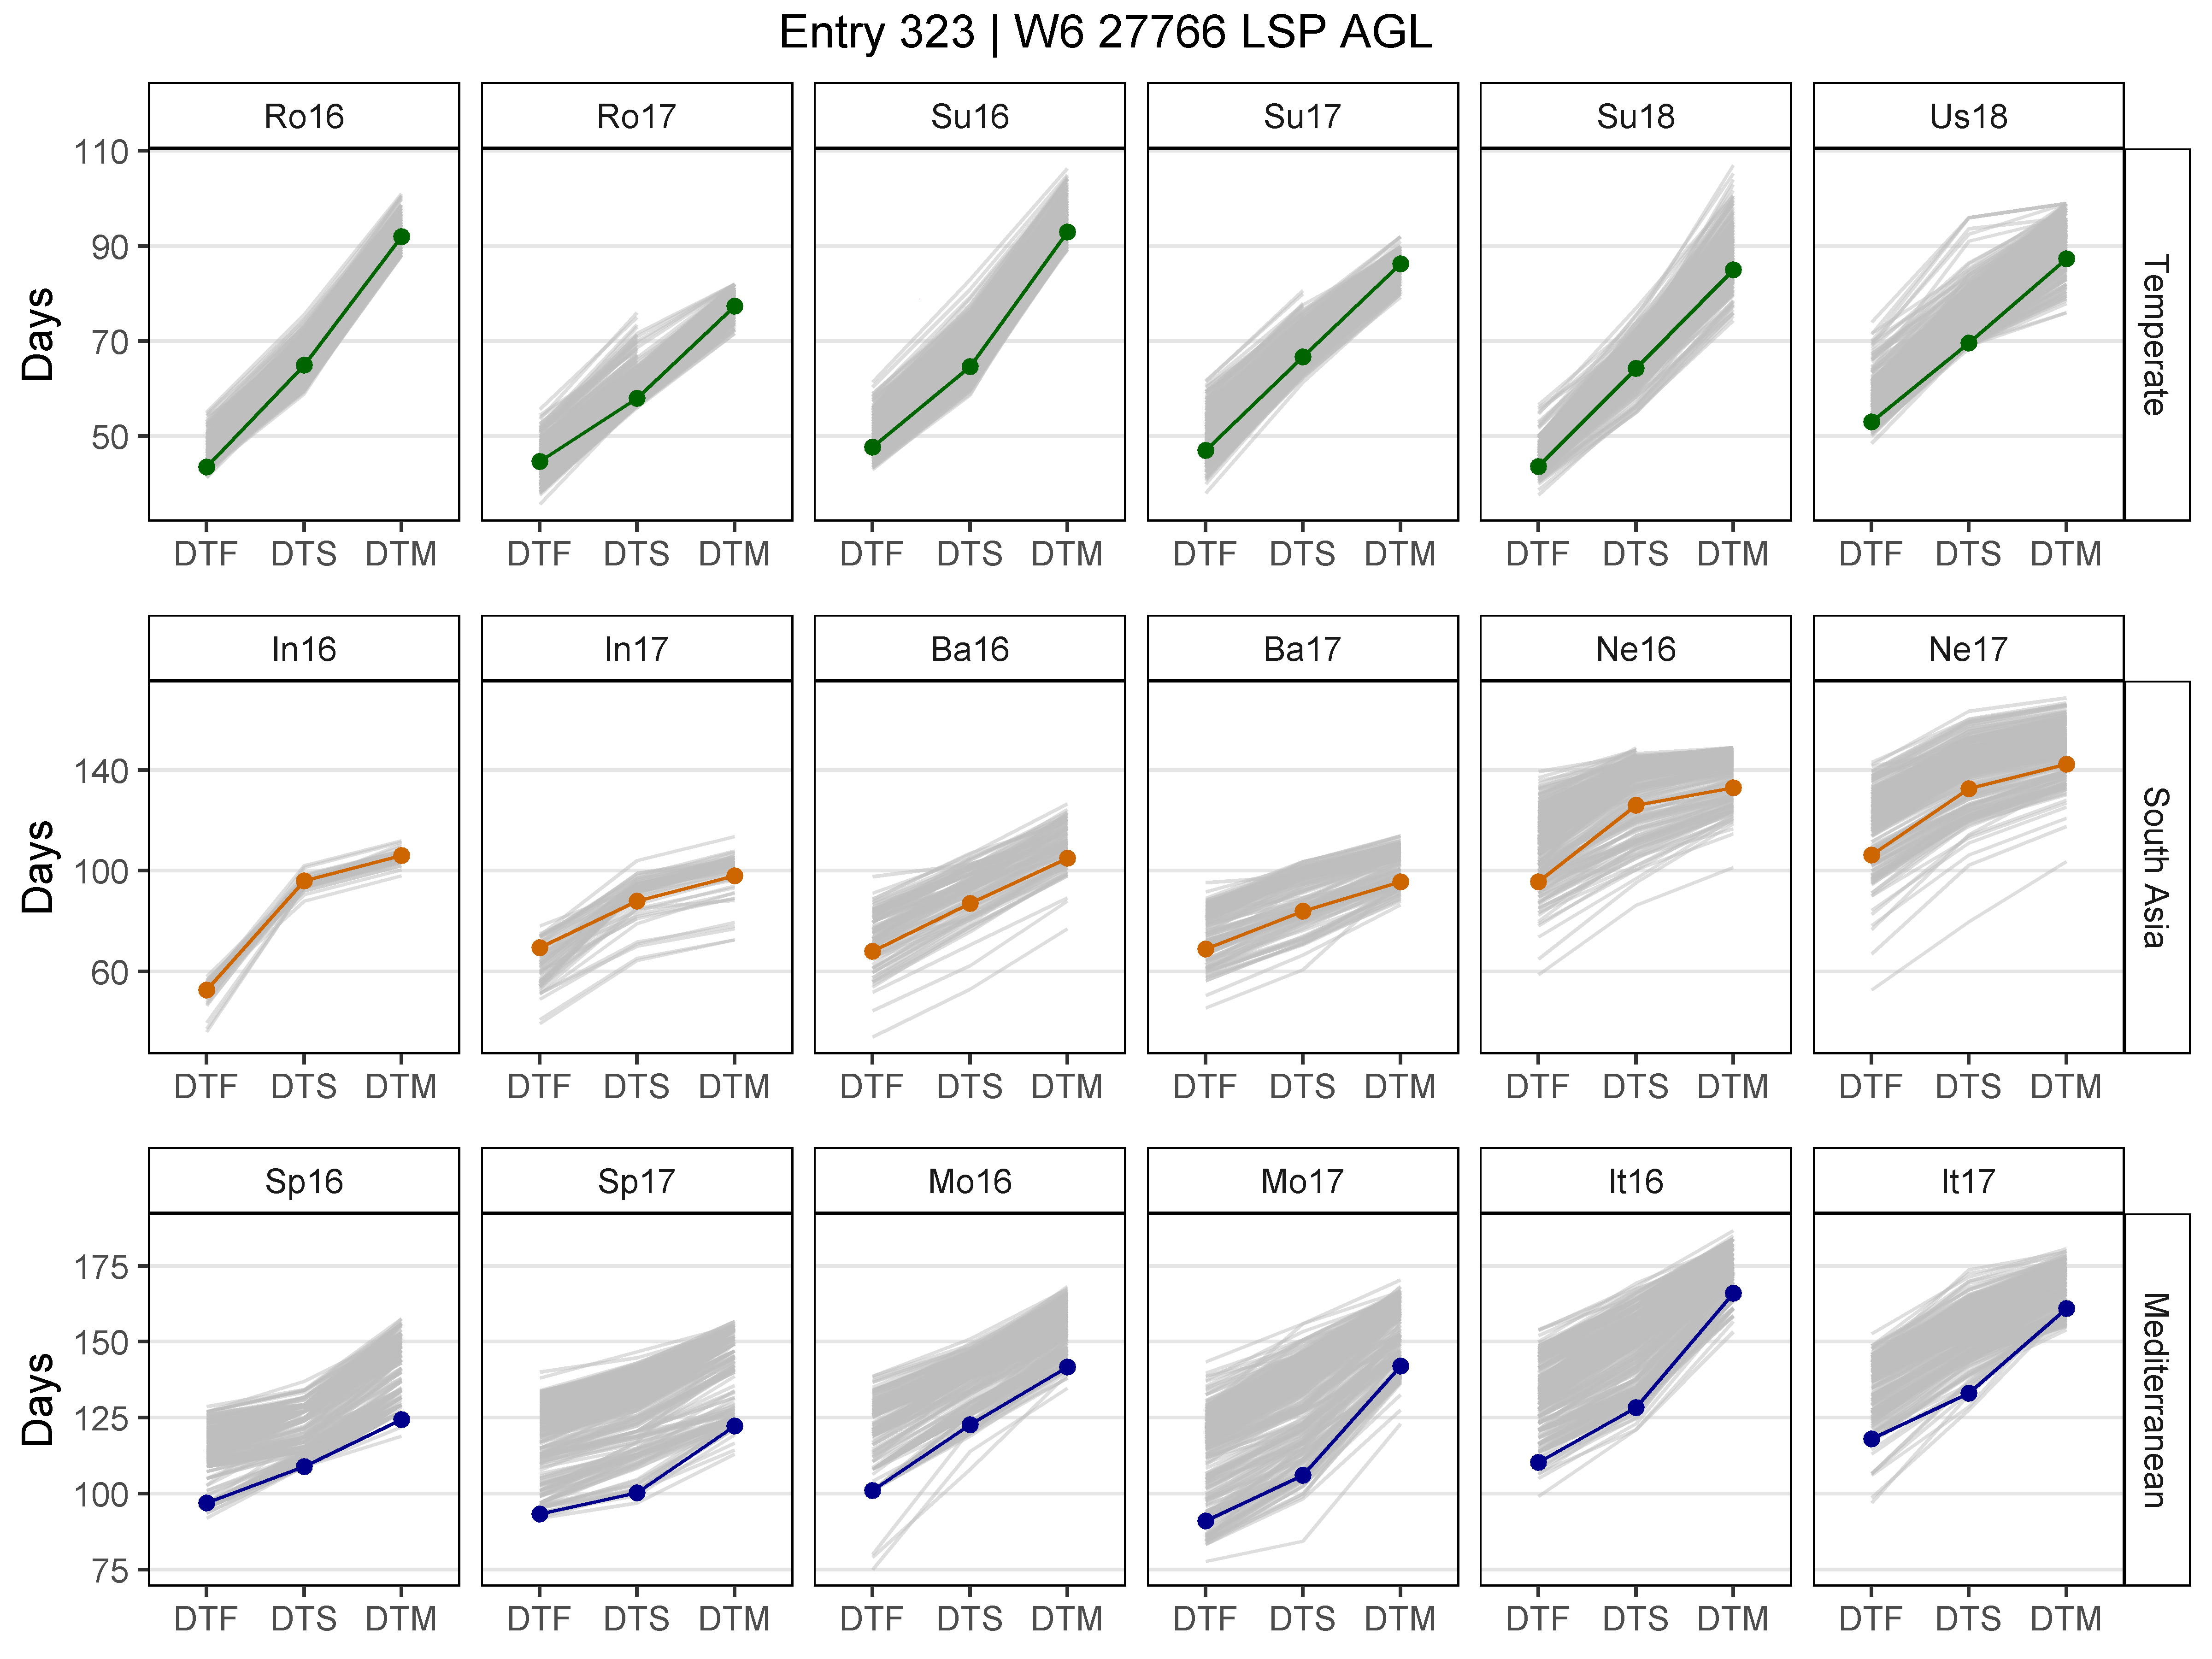 Entry 323 | W6 27766 LSP AGL
Ro16 Ro17 Su16 Su17 Su18 Us18
110
90
70
50
Days
Temperate
DTF DTS DTM DTF DTS DTM DTF DTS DTM DTF DTS DTM DTF DTS DTM DTF DTS DTM
In16 In17 Ba16 Ba17 Ne16 Ne17
140
100
60
Days
South Asia
DTF DTS DTM DTF DTS DTM DTF DTS DTM DTF DTS DTM DTF DTS DTM DTF DTS DTM
Sp16 Sp17 Mo16 Mo17 It16 It17
175
150
125
100
75
Days
Mediterranean
DTF DTS DTM DTF DTS DTM DTF DTS DTM DTF DTS DTM DTF DTS DTM DTF DTS DTM